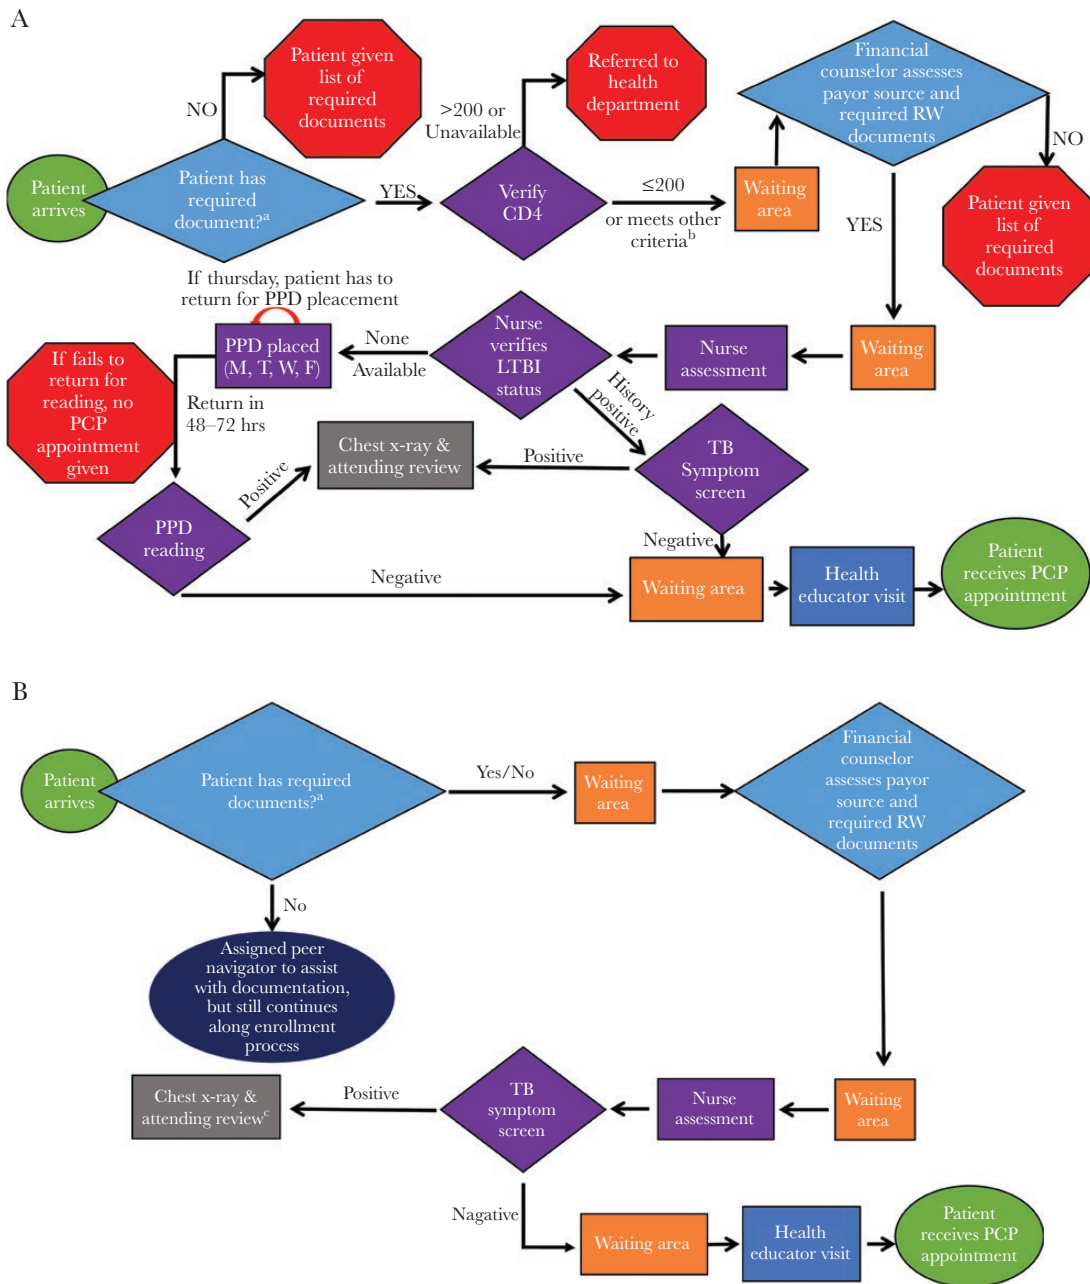 A
Patient
arrives
Patient has
required
document?ᵃ
NO
Patient given
list of
required
documents
YES
Verify
CD4
>200 or
Unavailable
Referred to
health
department
≤200
or meets other
criteriaᵇ
Waiting
area
Financial
counselor assesses
payor source and
required RW
documents
NO
Patient given
list of
required
documents
YES
Waiting
area
Nurse
assessment
Nurse
verifies
LTBI
status
None
Available
If thursday, patient has to
return for PPD pleacement
PPD placed
(M, T, W, F)
If fails to
return for
reading, no
PCP
appointment
given
Return in
48–72 hrs
PPD
reading
Positive
Chest x-ray &
attending review
History
positive
TB
Symptom
screen
Positive
Negative
Negative
Waiting area
Health
educator visit
Patient
receives PCP
appointment
B
Patient
arrives
Patient has required
documents?ᵃ
Yes/No
Waiting
area
Financial
counselor
assesses payor
source and
required RW
documents
No
Assigned peer
navigator to assist
with documentation,
but still continues
along enrollment
process
Waiting
area
Nurse
assessment
TB
symptom
screen
Positive
Chest x-ray &
attending reviewᶜ
Nagative
Waiting area
Health
educator visit
Patient
receives PCP
appointment